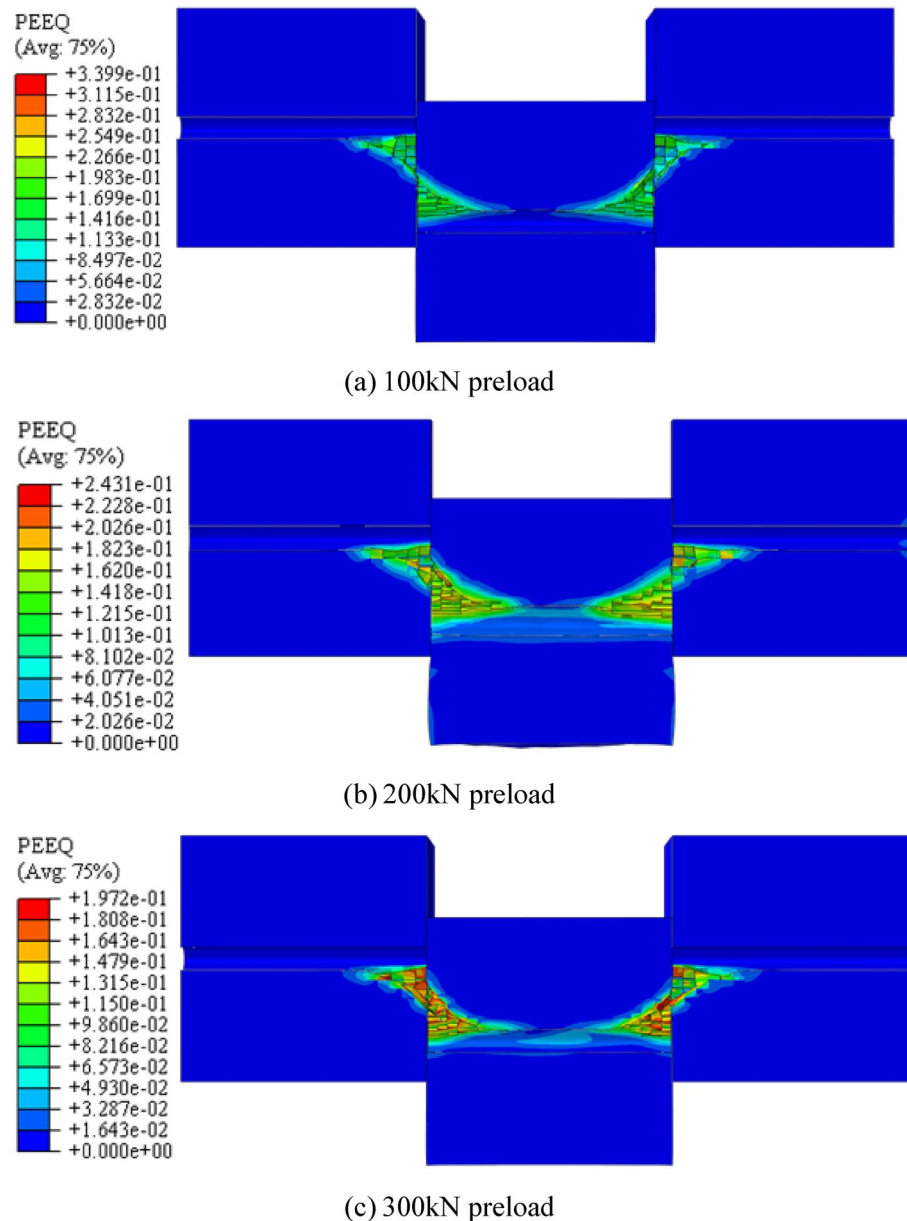 PEEQ
(Avg: 75%)
+3.399e-01
+3.115e-01
+2.832e-01
+2.549e-01
+2.266e-01
+1.983e-01
+1.699e-01
+1.416e-01
+1.133e-01
+8.497e-02
+5.664e-02
+2.832e-02
+0.000e+00
(a) 100kN preload
PEEQ
(Avg: 75%)
+2.431e-01
+2.228e-01
+2.026e-01
+1.823e-01
+1.620e-01
+1.418e-01
+1.215e-01
+1.013e-01
+8.102e-02
+6.077e-02
+4.051e-02
+2.026e-02
+0.000e+00
(b) 200kN preload
PEEQ
(Avg: 75%)
+1.972e-01
+1.808e-01
+1.643e-01
+1.479e-01
+1.315e-01
+1.150e-01
+9.860e-02
+8.216e-02
+6.573e-02
+4.930e-02
+3.287e-02
+1.643e-02
+0.000e+00
(c) 300kN preload